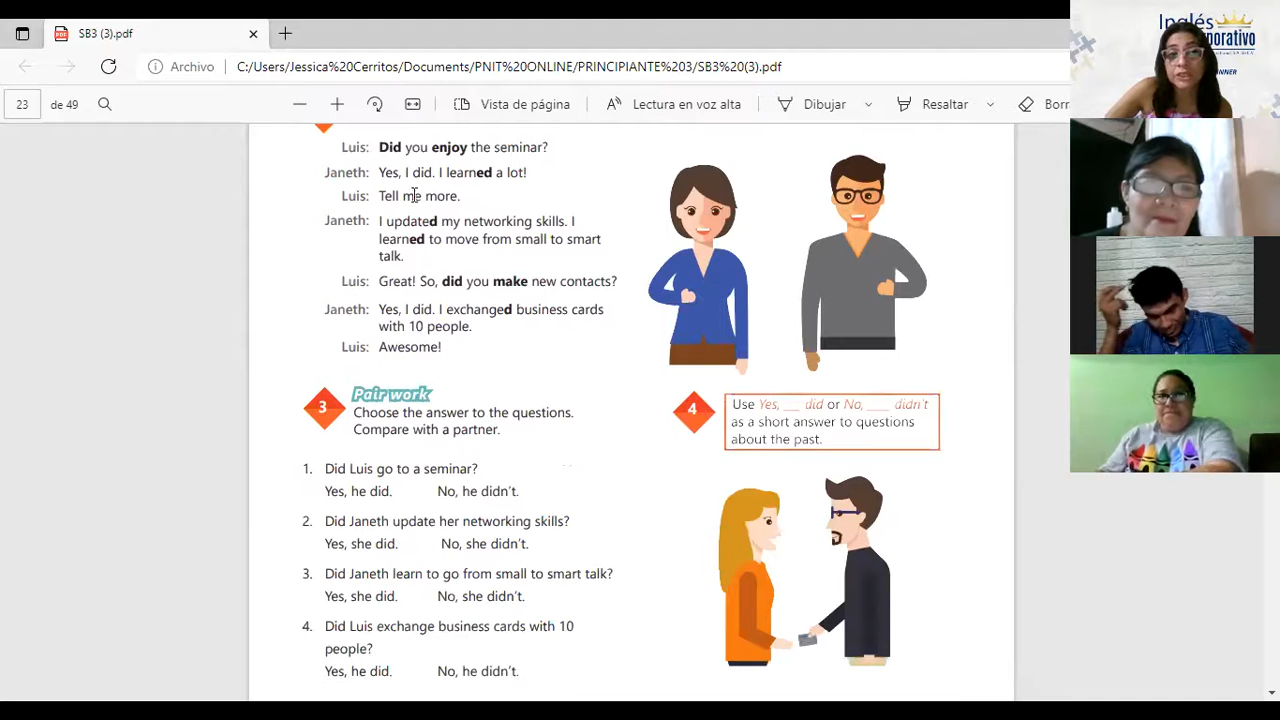 SB3 (3).pdf
Archivo
C:/Users/Jessica%20Cerritos/Documents/PNIT%20ONLINE/PRINCIPIANTE%203/SB3%20(3).pdf
23 de 49
Vista de página
Lectura en voz alta
Dibujar
Resaltar
Borr
Luis: Did you enjoy the seminar?
Janeth: Yes, I did. I learned a lot!
Luis: Tell me more.
Janeth: I updated my networking skills. I
learned to move from small to smart
talk.
Luis: Great! So, did you make new contacts?
Janeth: Yes, I did. I exchanged business cards
with 10 people.
Luis: Awesome!
3 Pair work
Choose the answer to the questions.
Compare with a partner.
1. Did Luis go to a seminar?
Yes, he did. No, he didn't.
2. Did Janeth update her networking skills?
Yes, she did. No, she didn't.
3. Did Janeth learn to go from small to smart talk?
Yes, she did. No, she didn't.
4. Did Luis exchange business cards with 10
people?
Yes, he did. No, he didn't.
4
Use Yes, ___ did or No, ____ didn't
as a short answer to questions
about the past.
Inglés